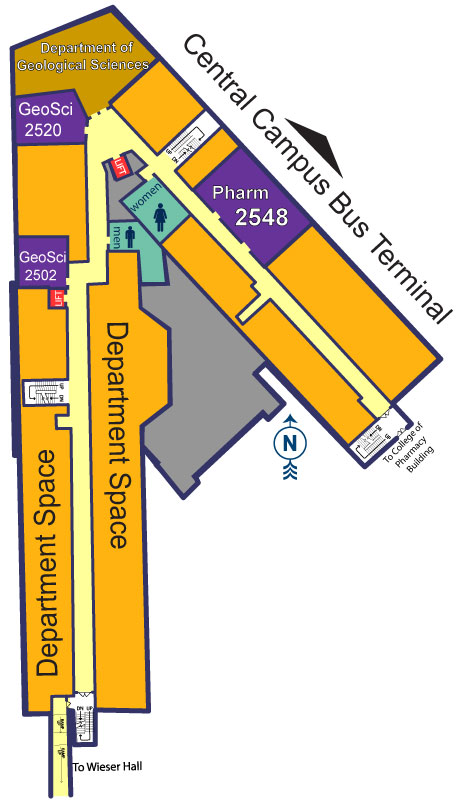 Department of
Geological Sciences
Central Campus Bus Terminal
GeoSci
2520
LIFT
women
Pharm
2548
men
GeoSci
2502
LIFT
Department Space
UP
DN
N
To College of
Pharmacy
Building
Department Space
DN UP
To Wieser Hall